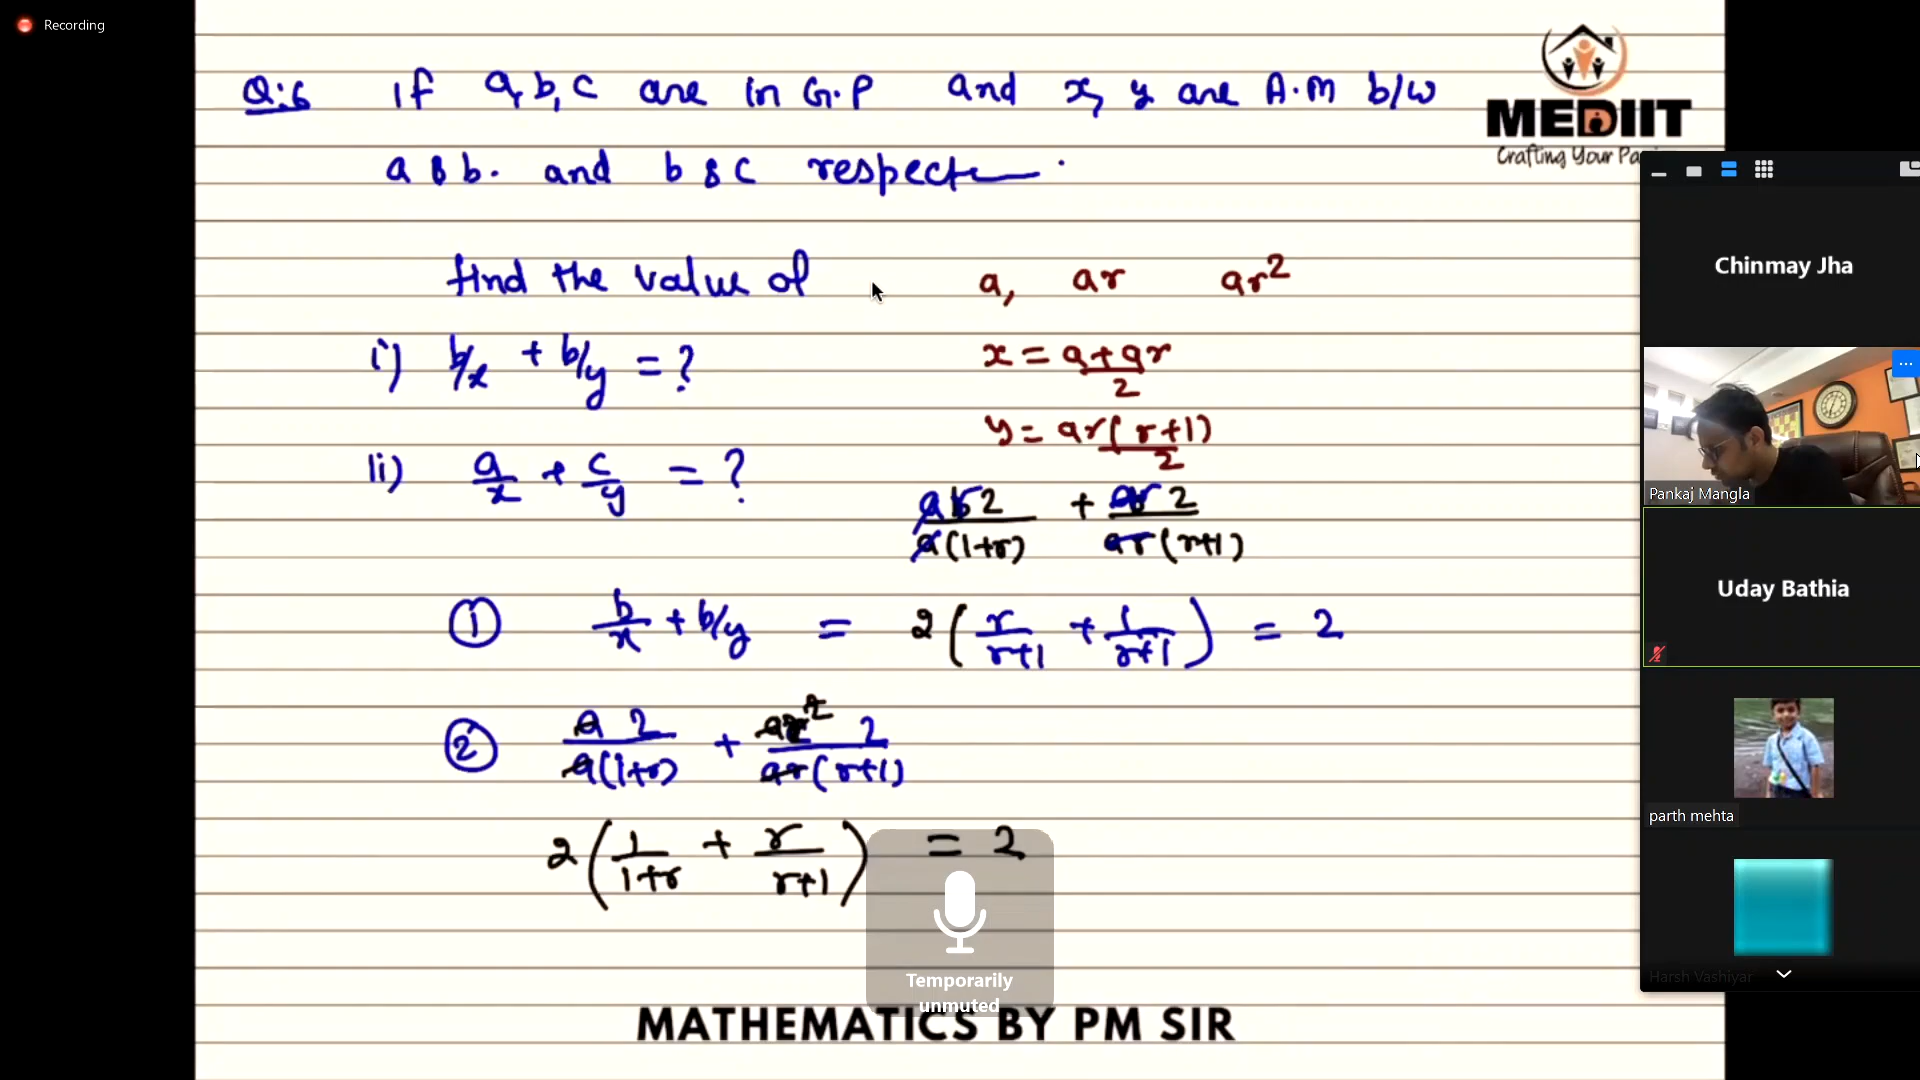 Recording
Q:6 If a, b, c are in G.P and x, y are A.M b/w
MEDIIT
a & b. and b & c
Crafting Your Pa
Find the value of
a, ar ar²
i) b/x + b/y = ?
x = a+ar/2
y = ar(r+1)/2
ii) a/x + c/y = ?
ar2/a(1+r) + ar2/ar(r+1)
① b/x + b/y = 2(r/r+1 + 1/r+1) = 2
② a2/a(1+r) + ar²2/ar(r+1)
2(1/1+r + r/r+1) = 2
Temporarily
unmuted
MATHEMATICS BY PM SIR
Chinmay Jha
Pankaj Mangla
Uday Bathia
parth mehta
Harsh Vashiyar